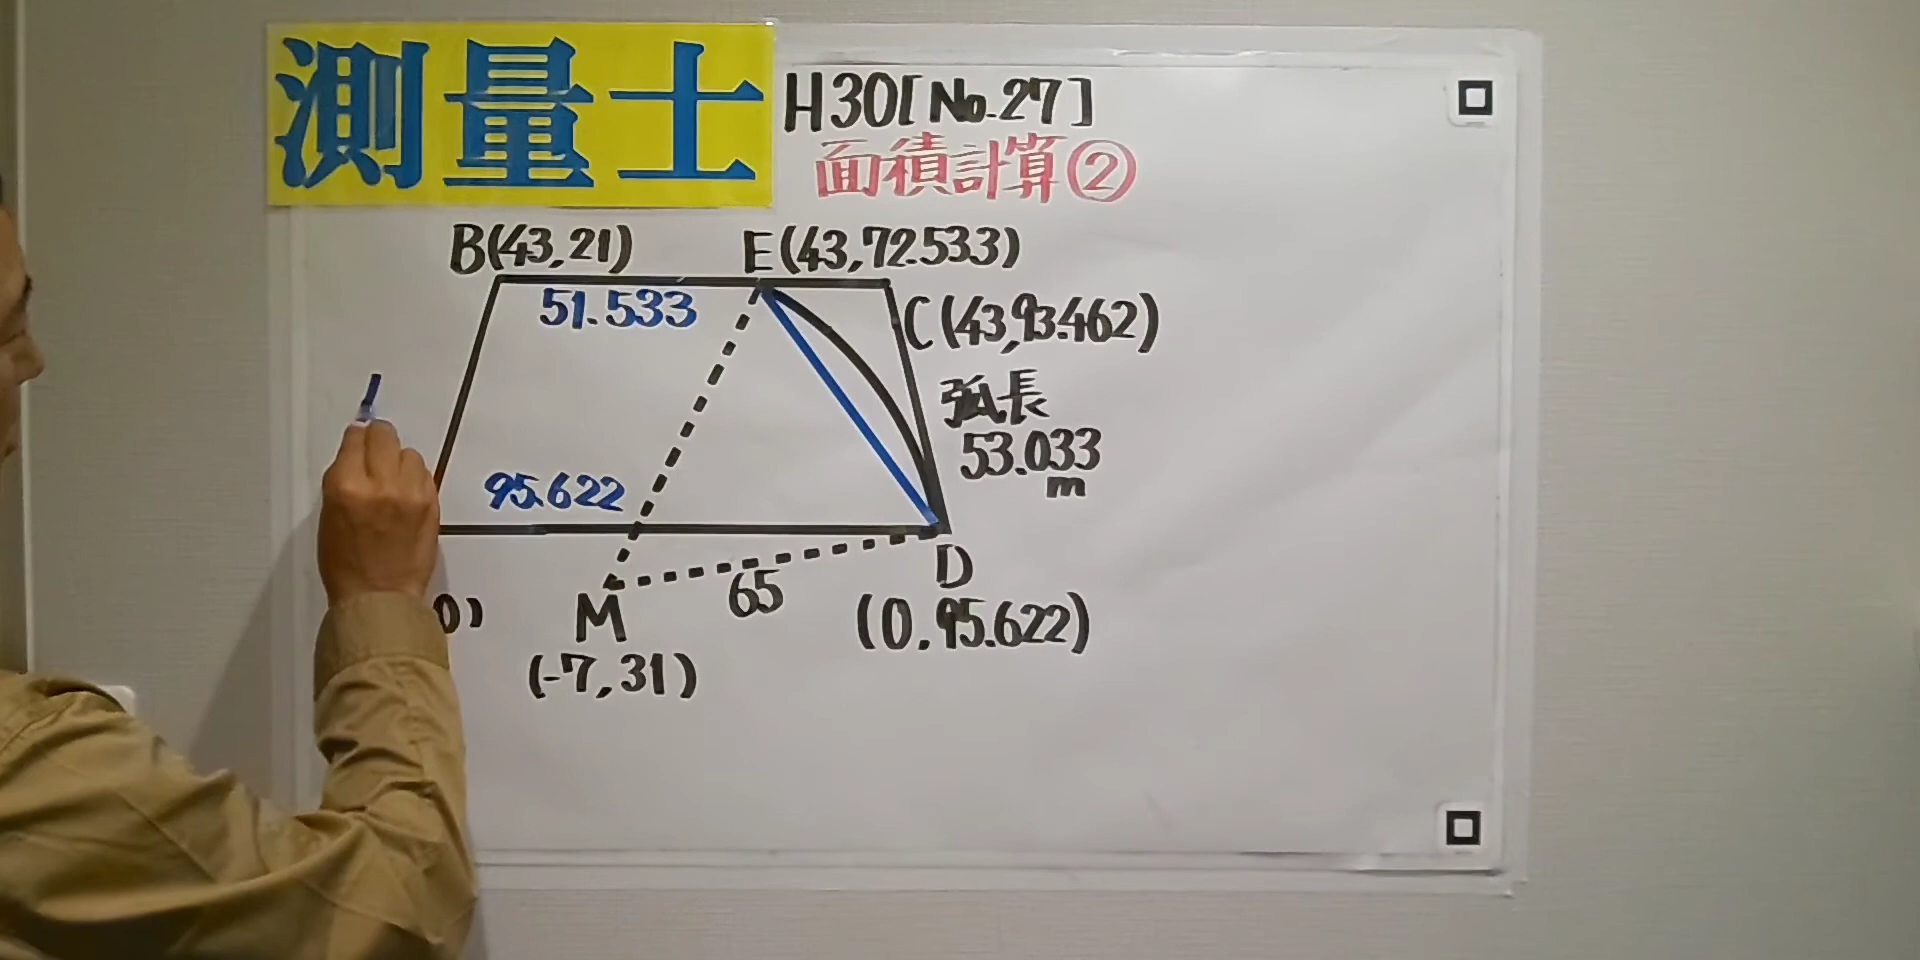 測量士
H30[No.27]
面積計算②
B(43,21)
E(43,72.533)
51.533
C(43,93.462)
弧長
53.033
m
95.622
65
D
(0,95.622)
0)
M
(-7,31)